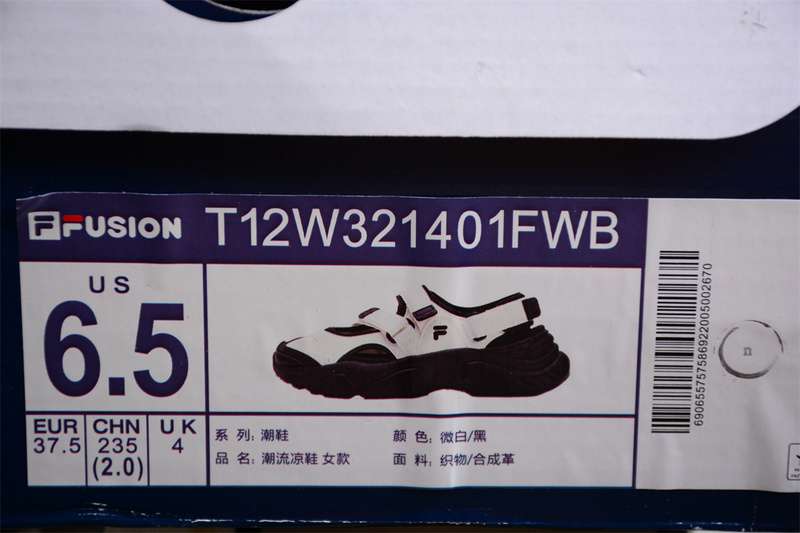 FUSION
T12W321401FWB
US
6.5
EUR
37.5
CHN
235
(2.0)
UK
4
系 列: 潮鞋
颜 色: 微白/黑
品 名: 潮流凉鞋 女款
面 料: 织物/合成革
6906557575869220050026​70
n